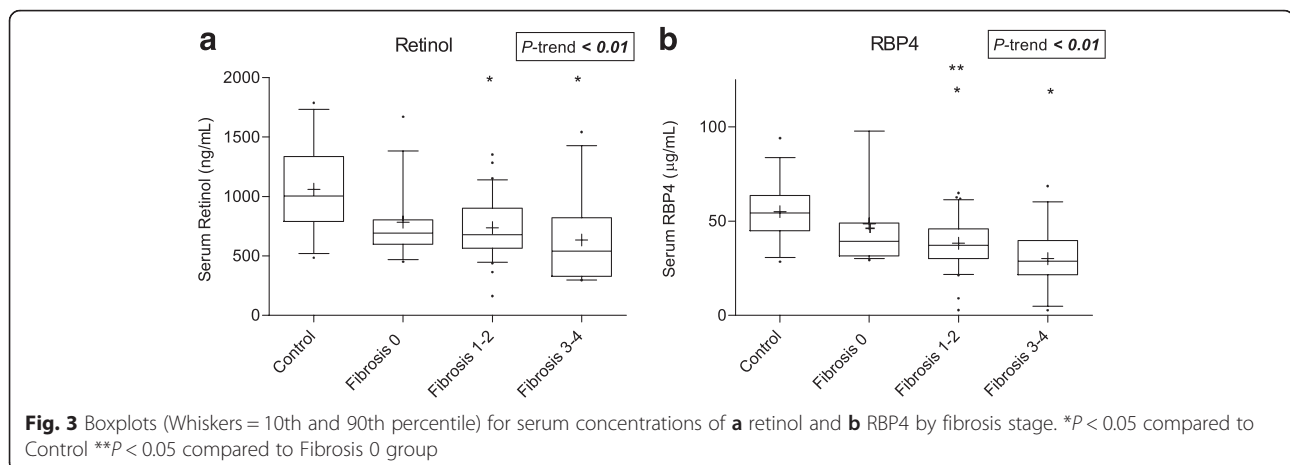 a
Retinol
P-trend < 0.01
Serum Retinol (ng/mL)
2000
1500
1000
500
0
* *
Control
Fibrosis 0
Fibrosis 1-2
Fibrosis 3-4
b
RBP4
P-trend < 0.01
Serum RBP4 (µg/mL)
100
50
0
**
* *
Control
Fibrosis 0
Fibrosis 1-2
Fibrosis 3-4
Fig. 3 Boxplots (Whiskers = 10th and 90th percentile) for serum concentrations of a retinol and b RBP4 by fibrosis stage. *P < 0.05 compared to
Control **P < 0.05 compared to Fibrosis 0 group